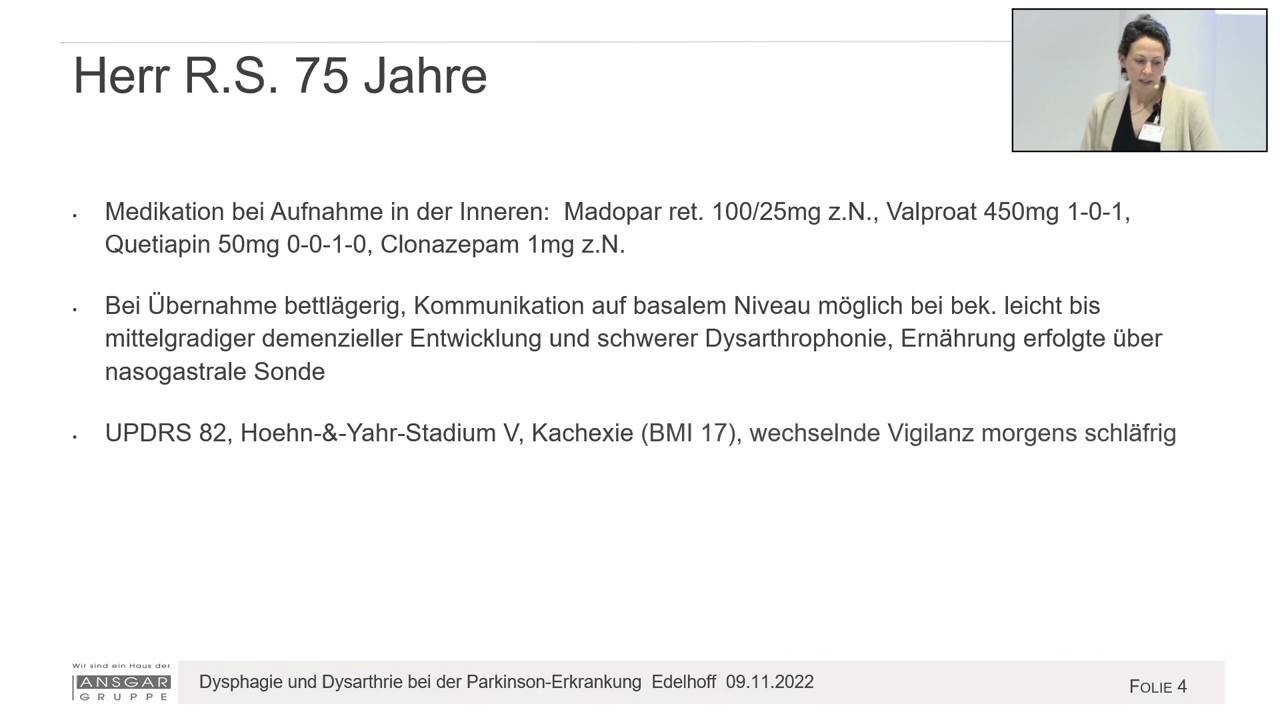 Herr R.S. 75 Jahre
• Medikation bei Aufnahme in der Inneren:  Madopar ret. 100/25mg z.N., Valproat 450mg 1-0-1,
Quetiapin 50mg 0-0-1-0, Clonazepam 1mg z.N.
• Bei Übernahme bettlägerig, Kommunikation auf basalem Niveau möglich bei bek. leicht bis
mittelgradiger demenzieller Entwicklung und schwerer Dysarthrophonie, Ernährung erfolgte über
nasogastrale Sonde
• UPDRS 82, Hoehn-&-Yahr-Stadium V, Kachexie (BMI 17), wechselnde Vigilanz morgens schläfrig
Wir sind ein Haus der
ANSGAR
GRUPPE
Dysphagie und Dysarthrie bei der Parkinson-Erkrankung  Edelhoff  09.11.2022
FOLIE 4